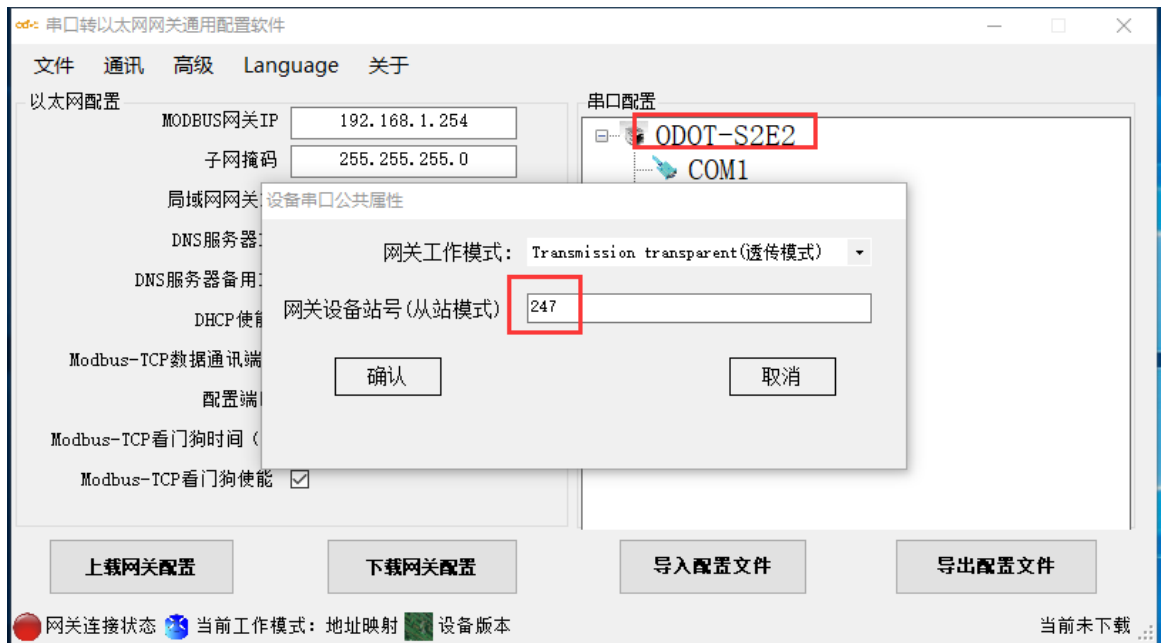 串口转以太网网关通用配置软件
文件 通讯 高级 Language 关于
以太网配置
MODBUS网关IP 192.168.1.254
子网掩码 255.255.255.0
局域网网关
DNS服务器
DNS服务器备用
DHCP使能
Modbus-TCP数据通讯端
配置端
Modbus-TCP看门狗时间（
Modbus-TCP看门狗使能
串口配置
ODOT-S2E2
COM1
设备串口公共属性
网关工作模式: Transmission transparent(透传模式)
网关设备站号(从站模式) 247
确认 取消
上载网关配置 下载网关配置 导入配置文件 导出配置文件
网关连接状态 当前工作模式: 地址映射 设备版本 当前未下载